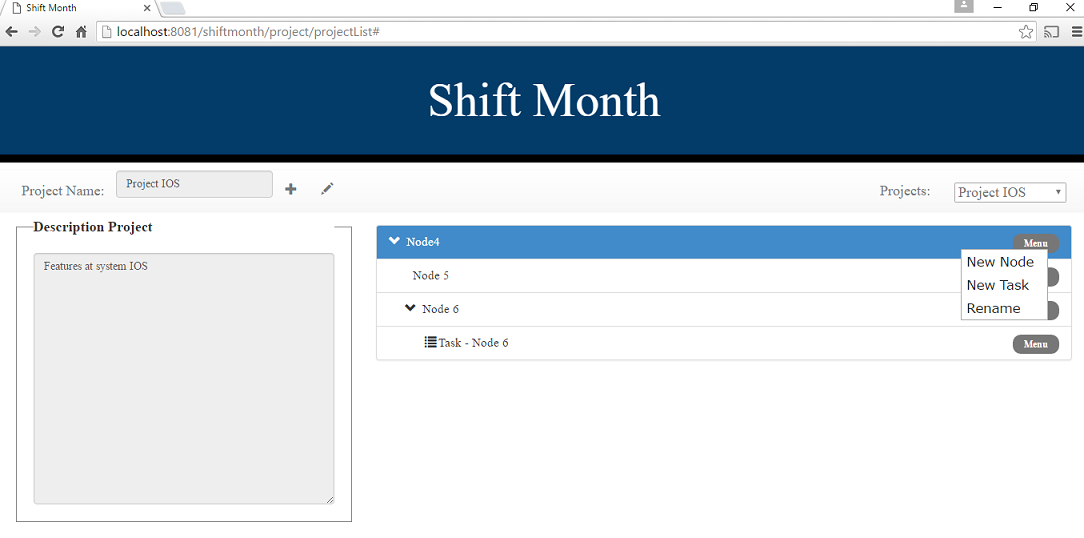 Shift Month
localhost:8081/shiftmonth/project/projectList#
Shift Month
Project Name: Project IOS
Projects: Project IOS
Description Project
Features at system IOS
Node4 Menu
New Node
New Task
Rename
Node 5
Node 6
Task - Node 6 Menu